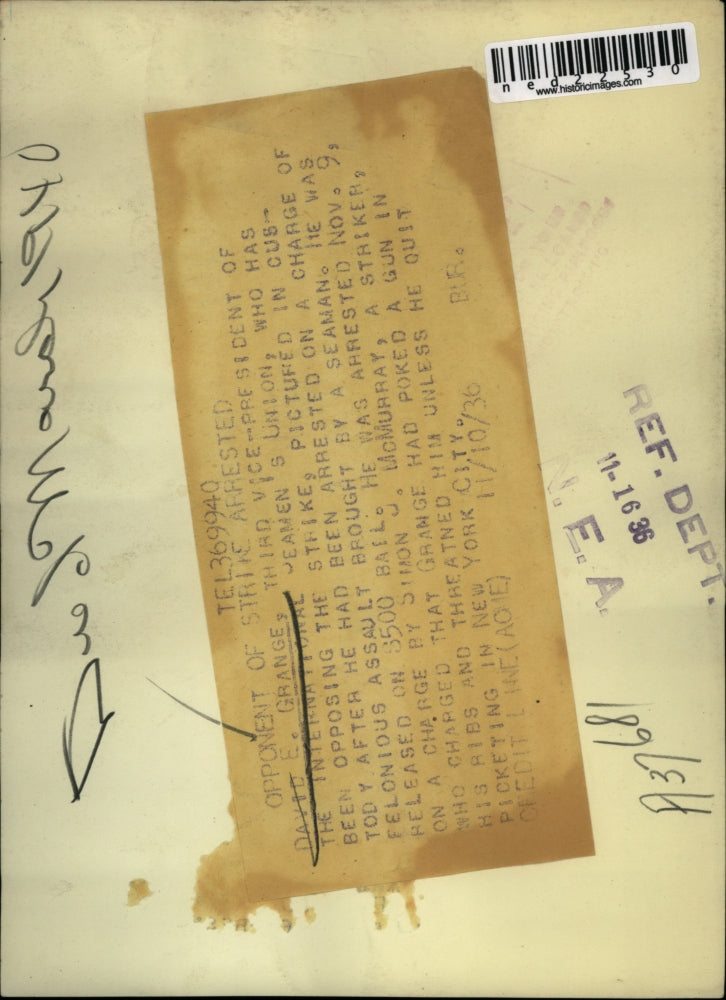 TEL369940
OPPONENT OF STRIKE ARRESTED
DAVID E. GRANGE, THIRD VICE-PRESIDENT OF
THE INTERNATIONAL SEAMEN'S UNION, WHO HAS
BEEN OPPOSING THE STRIKE, PICTURED IN CUS-
TODY AFTER HE HAD BEEN ARRESTED ON A CHARGE OF
FELONIOUS ASSAULT BROUGHT BY A SEAMAN. HE WAS
RELEASED ON $500 BAIL. HE WAS ARRESTED NOV. 9,
ON A CHARGE BY SIMON J. MCMURRAY, A STRIKER,
WHO CHARGED THAT GRANGE HAD POKED A GUN IN
HIS RIBS AND THREATNED HIM UNLESS HE QUIT
PICKETING IN NEW YORK CITY.
CREDIT LINE (ACME) 11/10/36 BUR.
REF. DEPT.
11-16 36
N. E. A.
ned22530
www.historicimages.com